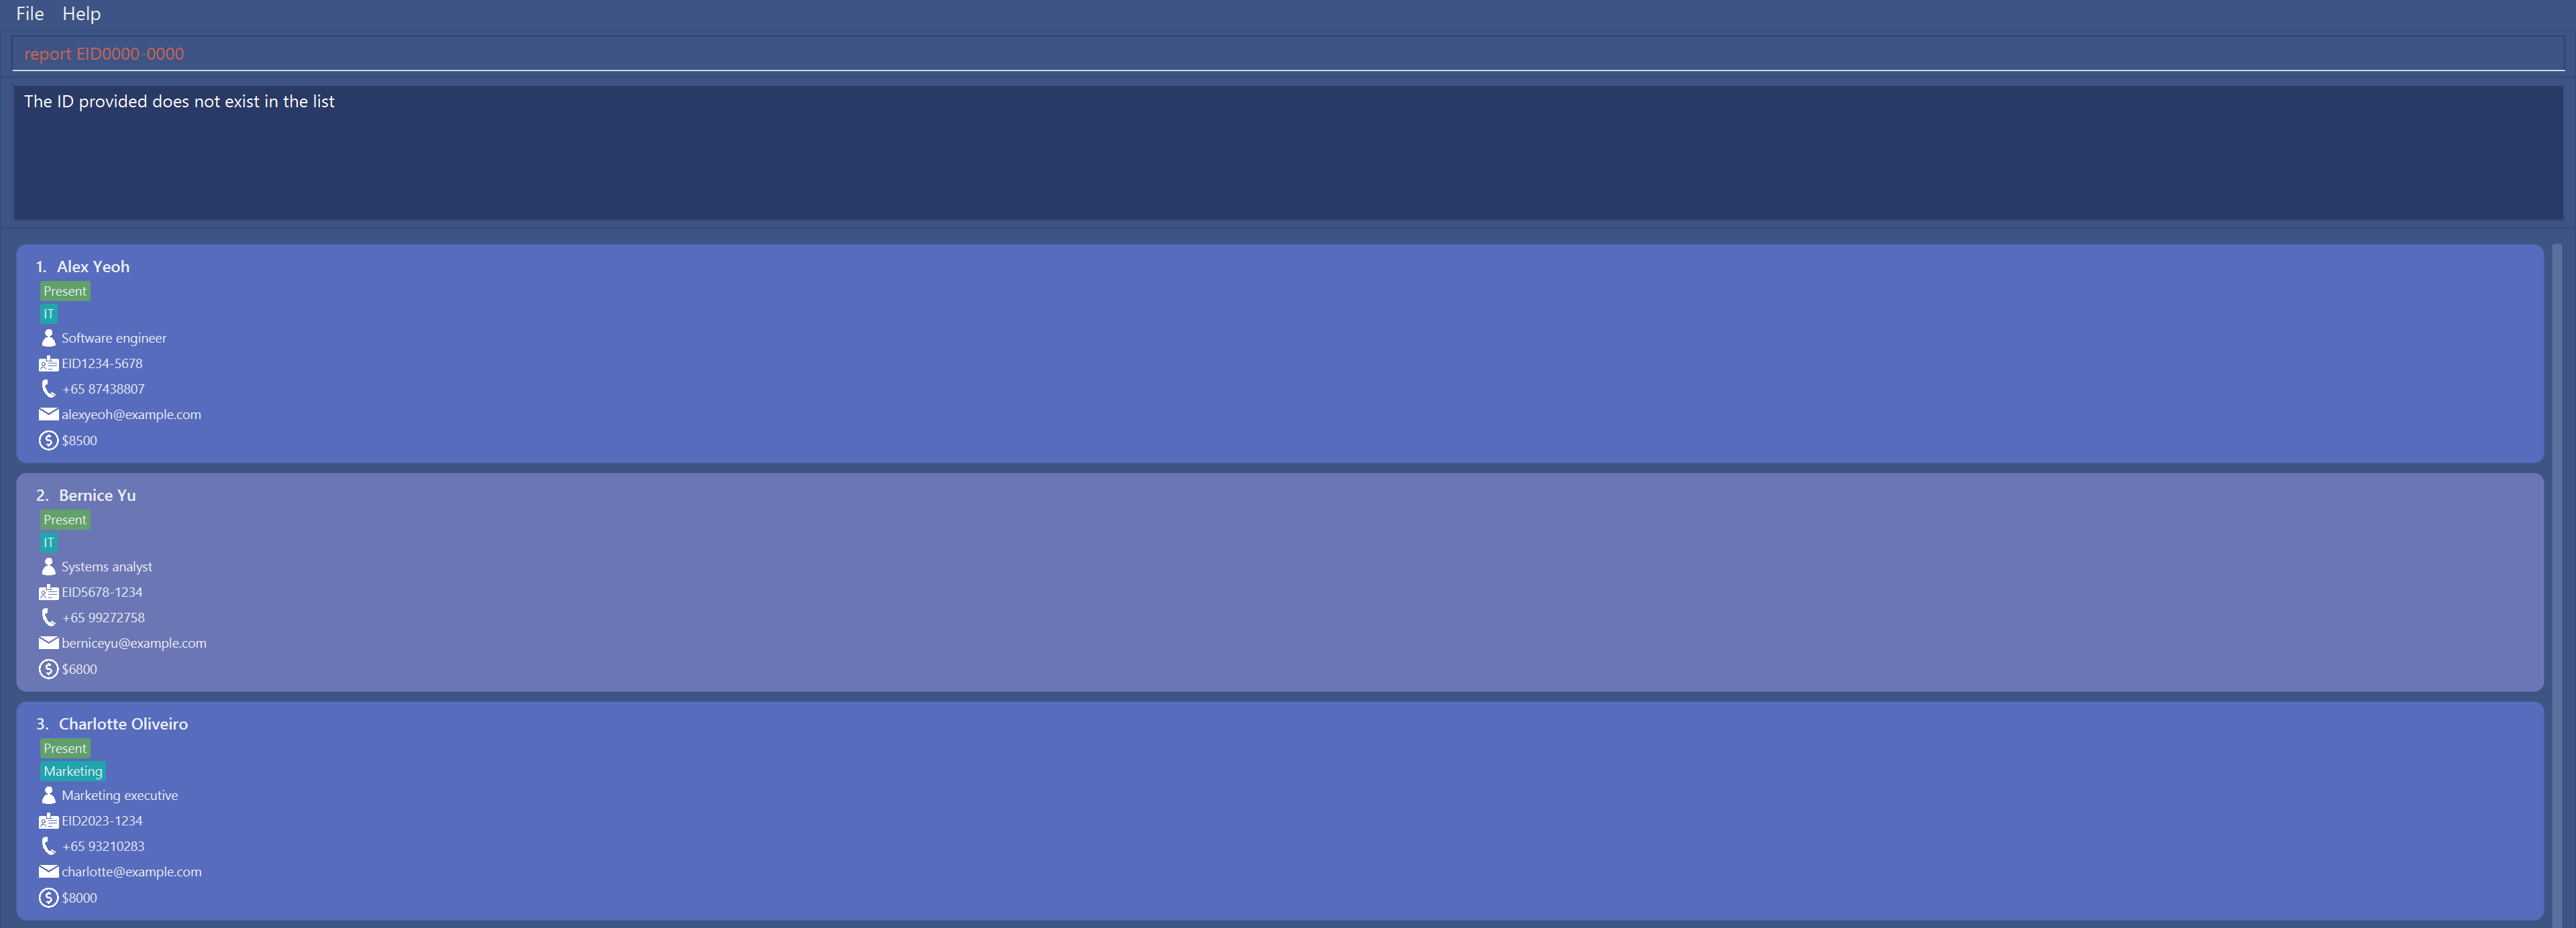 File Help
report EID0000-0000
The ID provided does not exist in the list
1. Alex Yeoh
Present
IT
Software engineer
EID1234-5678
+65 87438807
alexyeoh@example.com
$8500
2. Bernice Yu
Present
IT
Systems analyst
EID5678-1234
+65 99272758
berniceyu@example.com
$6800
3. Charlotte Oliveiro
Present
Marketing
Marketing executive
EID2023-1234
+65 93210283
charlotte@example.com
$8000